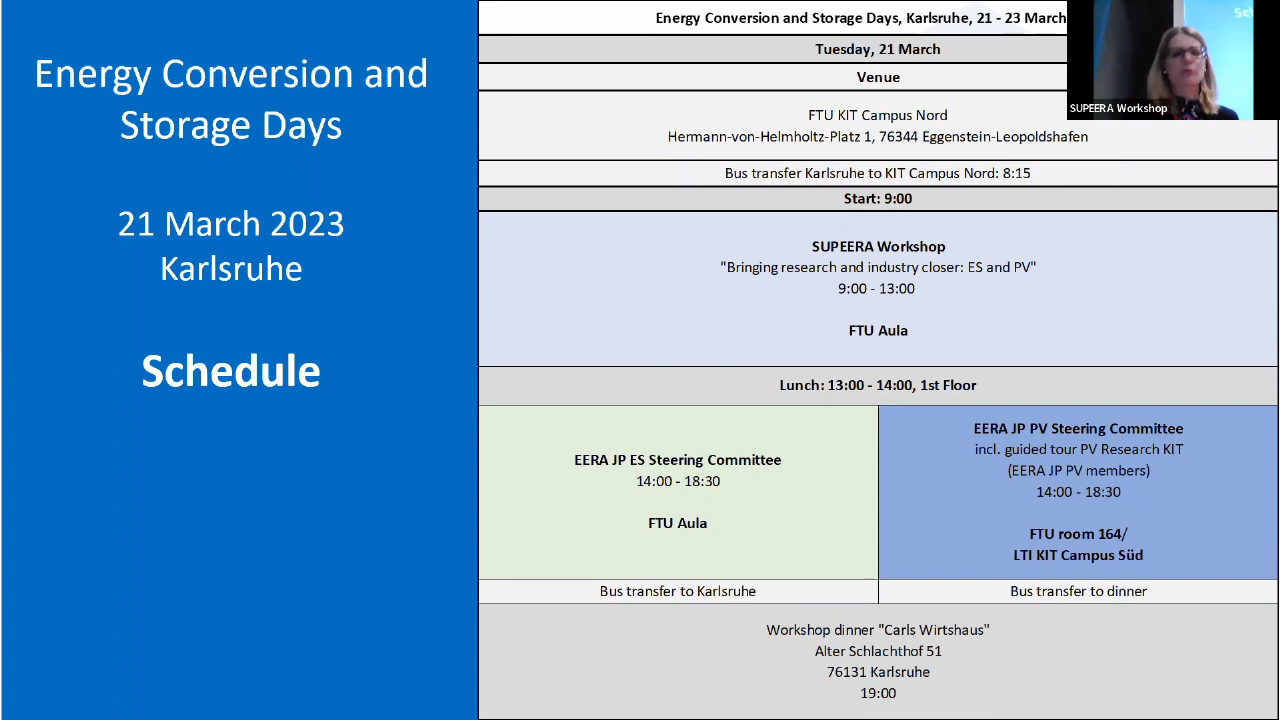 Energy Conversion and
Storage Days
21 March 2023
Karlsruhe
Schedule
Energy Conversion and Storage Days, Karlsruhe, 21 - 23 March
Tuesday, 21 March
Venue
FTU KIT Campus Nord
Hermann-von-Helmholtz-Platz 1, 76344 Eggenstein-Leopoldshafen
Bus transfer Karlsruhe to KIT Campus Nord: 8:15
Start: 9:00
SUPEERA Workshop
"Bringing research and industry closer: ES and PV"
9:00 - 13:00
FTU Aula
Lunch: 13:00 - 14:00, 1st Floor
EERA JP ES Steering Committee
14:00 - 18:30
FTU Aula
EERA JP PV Steering Committee
incl. guided tour PV Research KIT
(EERA JP PV members)
14:00 - 18:30
FTU room 164/
LTI KIT Campus Süd
Bus transfer to Karlsruhe
Bus transfer to dinner
Workshop dinner "Carls Wirtshaus"
Alter Schlachthof 51
76131 Karlsruhe
19:00
SUPEERA Workshop